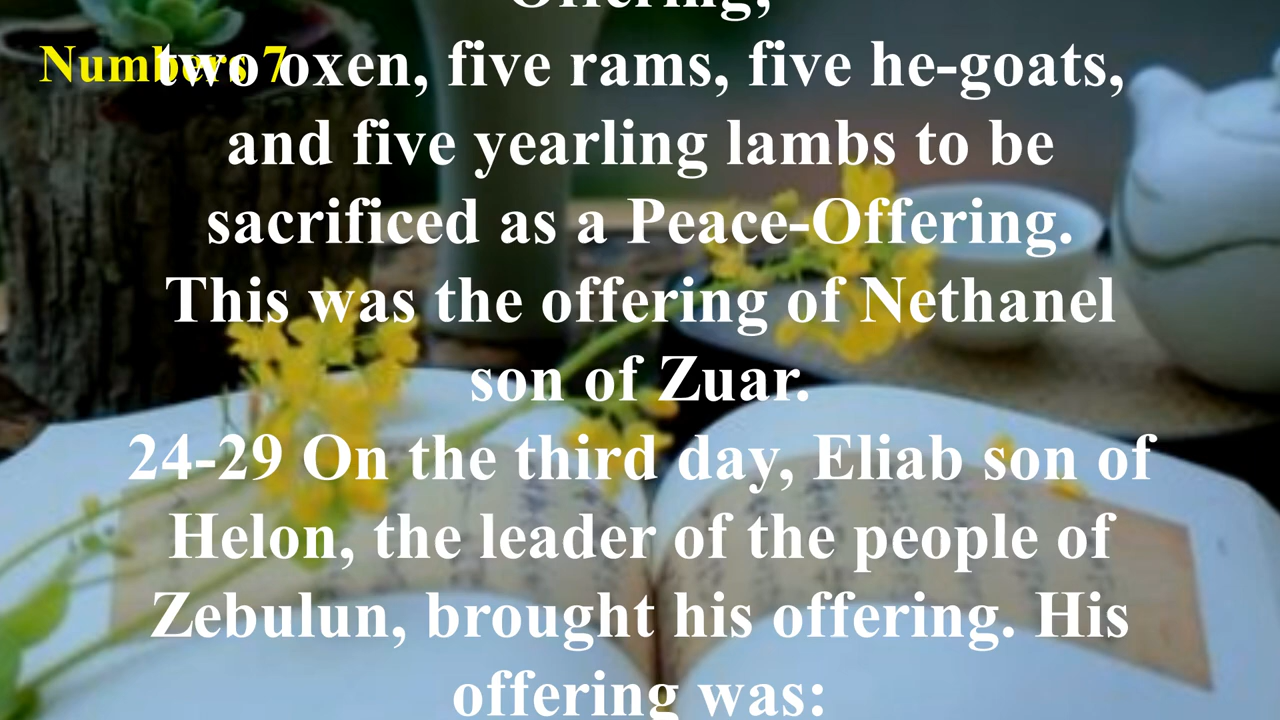 Offering;
Numbers 7
two oxen, five rams, five he-goats,
and five yearling lambs to be
sacrificed as a Peace-Offering.
This was the offering of Nethanel
son of Zuar.
24-29 On the third day, Eliab son of
Helon, the leader of the people of
Zebulun, brought his offering. His
offering was: